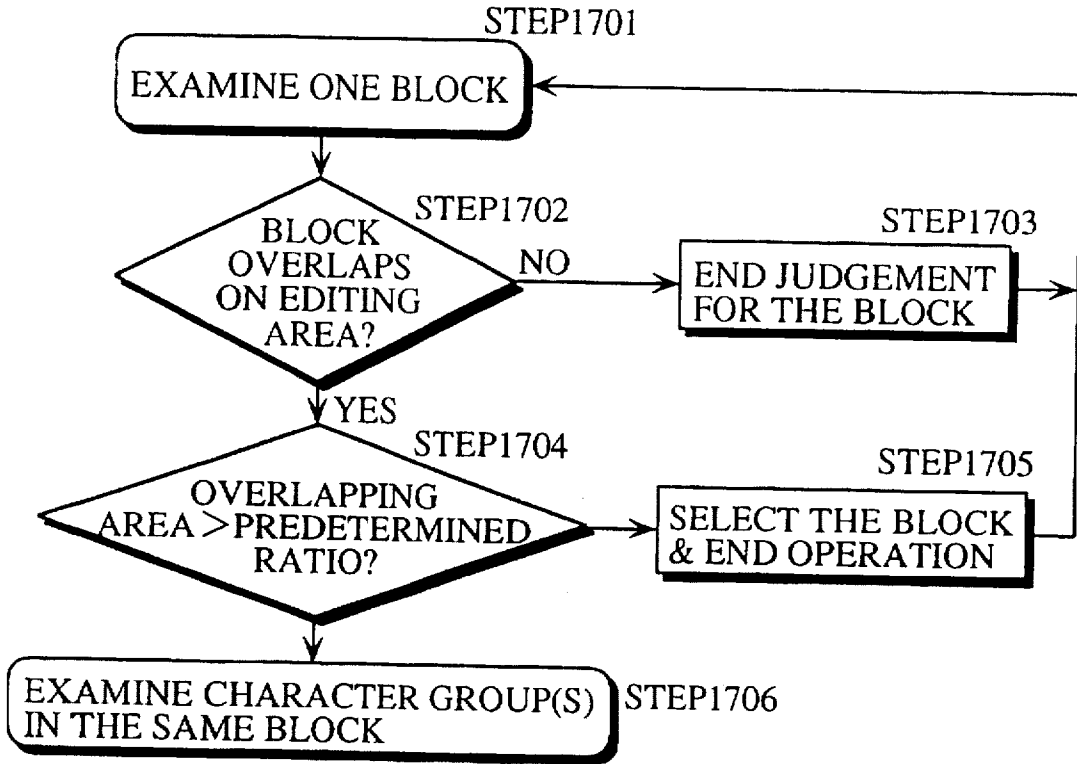 STEP1701
EXAMINE ONE BLOCK
STEP1702
BLOCK
OVERLAPS
ON EDITING
AREA?
NO
STEP1703
END JUDGEMENT
FOR THE BLOCK
YES
STEP1704
OVERLAPPING
AREA>PREDETERMINED
RATIO?
STEP1705
SELECT THE BLOCK
& END OPERATION
EXAMINE CHARACTER GROUP(S)
IN THE SAME BLOCK
STEP1706